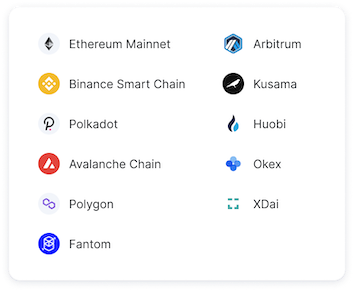 Ethereum Mainnet
Binance Smart Chain
Polkadot
Avalanche Chain
Polygon
Fantom
Arbitrum
Kusama
Huobi
Okex
XDai